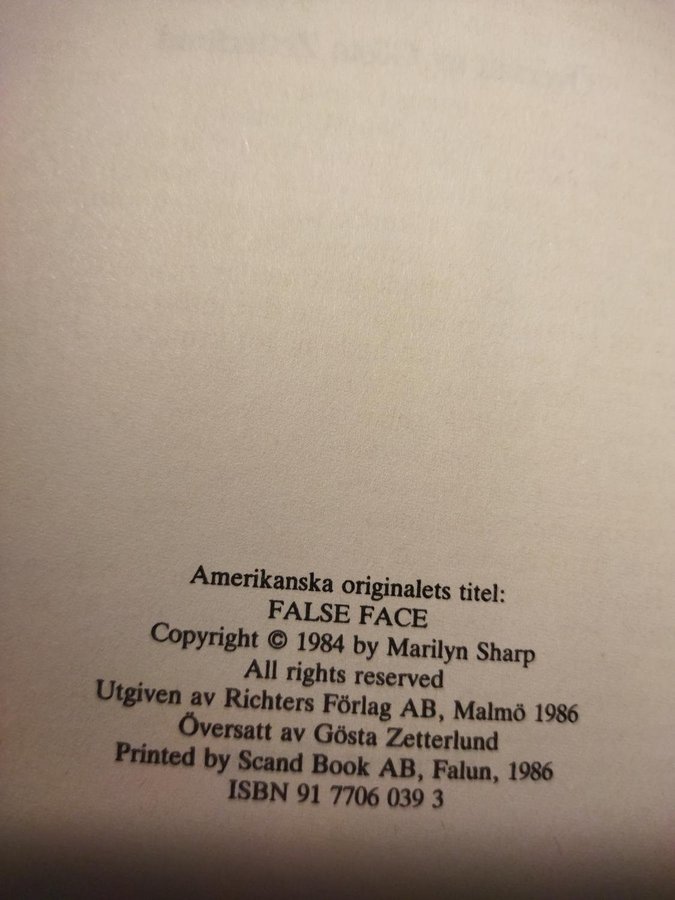 Amerikanska originalets titel:
FALSE FACE
Copyright © 1984 by Marilyn Sharp
All rights reserved
Utgiven av Richters Förlag AB, Malmö 1986
Översatt av Gösta Zetterlund
Printed by Scand Book AB, Falun, 1986
ISBN 91 7706 039 3